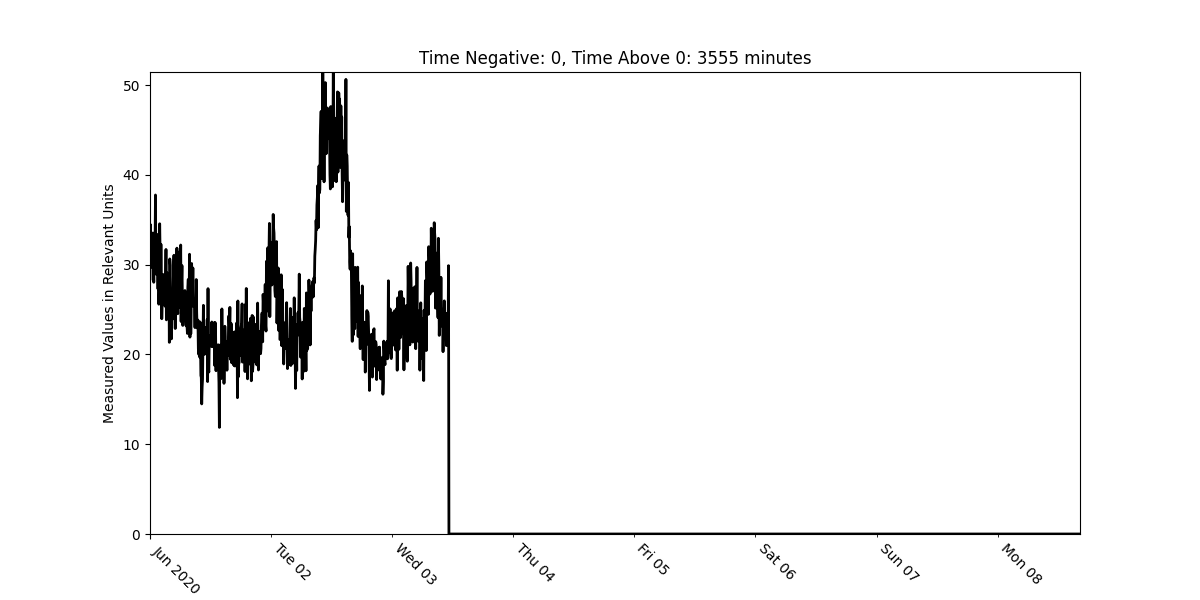 Time Negative: 0, Time Above 0: 3555 minutes
Measured Values in Relevant Units
50
40
30
20
10
0
Jun 2020
Tue 02
Wed 03
Thu 04
Fri 05
Sat 06
Sun 07
Mon 08